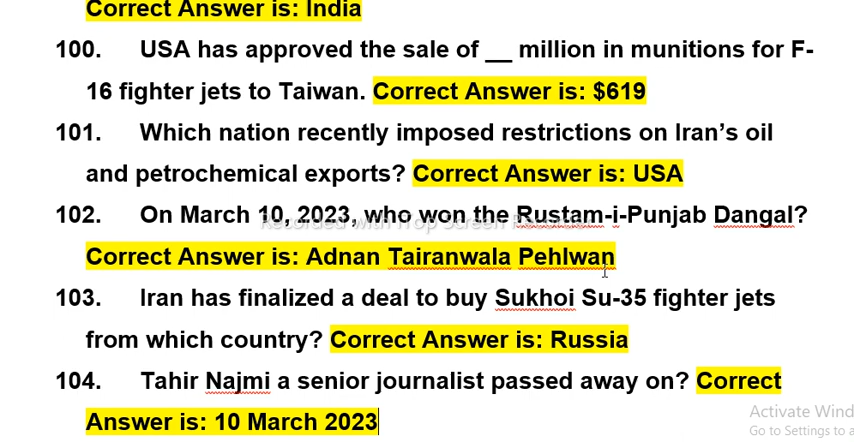 Correct Answer is: India
100. USA has approved the sale of __ million in munitions for F-
16 fighter jets to Taiwan. Correct Answer is: $619
101. Which nation recently imposed restrictions on Iran’s oil
and petrochemical exports? Correct Answer is: USA
102. On March 10, 2023, who won the Rustam-i-Punjab Dangal?
Recorded with iTop Screen Recorder
Correct Answer is: Adnan Tairanwala Pehlwan
103. Iran has finalized a deal to buy Sukhoi Su-35 fighter jets
from which country? Correct Answer is: Russia
104. Tahir Najmi a senior journalist passed away on? Correct
Answer is: 10 March 2023
Activate Wind
Go to Settings to a